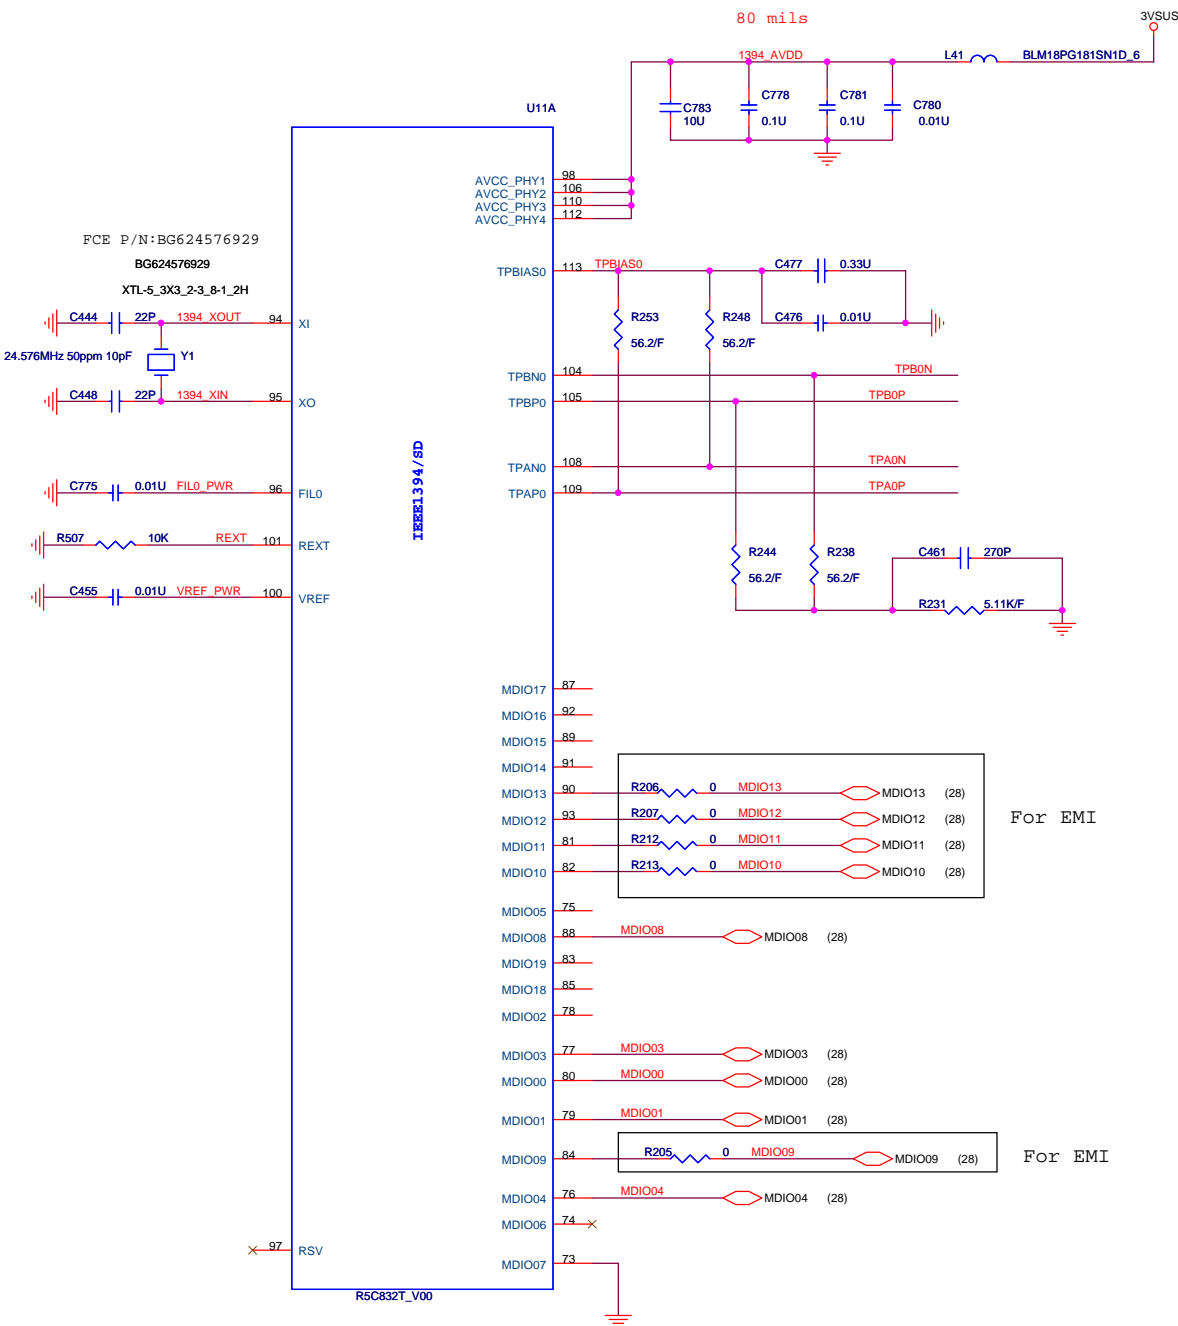 80 mils
3VSUS
1394_AVDD
L41
BLM18PG181SN1D_6
C783
10U
C778
0.1U
C781
0.1U
C780
0.01U
U11A
AVCC_PHY1 98
AVCC_PHY2 106
AVCC_PHY3 110
AVCC_PHY4 112
FCE P/N:BG624576929
BG624576929
XTL-5_3X3_2-3_8-1_2H
TPBIAS0 113 TPBIAS0
C477 0.33U
C476 0.01U
R253
56.2/F
R248
56.2/F
C444 22P 1394_XOUT 94 XI
24.576MHz 50ppm 10pF Y1
C448 22P 1394_XIN 95 XO
TPBN0 104 TPB0N
TPBP0 105 TPB0P
TPAN0 108 TPA0N
TPAP0 109 TPA0P
IEEE1394/SD
C775 0.01U FIL0_PWR 96 FIL0
R507 10K REXT 101 REXT
C455 0.01U VREF_PWR 100 VREF
R244
56.2/F
R238
56.2/F
C461 270P
R231 5.11K/F
MDIO17 87
MDIO16 92
MDIO15 89
MDIO14 91
MDIO13 90 R206 0 MDIO13 MDIO13 (28)
MDIO12 93 R207 0 MDIO12 MDIO12 (28)
For EMI
MDIO11 81 R212 0 MDIO11 MDIO11 (28)
MDIO10 82 R213 0 MDIO10 MDIO10 (28)
MDIO05 75
MDIO08 88 MDIO08 MDIO08 (28)
MDIO19 83
MDIO18 85
MDIO02 78
MDIO03 77 MDIO03 MDIO03 (28)
MDIO00 80 MDIO00 MDIO00 (28)
MDIO01 79 MDIO01 MDIO01 (28)
MDIO09 84 R205 0 MDIO09 MDIO09 (28)
For EMI
MDIO04 76 MDIO04 MDIO04 (28)
MDIO06 74
97 RSV
MDIO07 73
R5C832T_V00